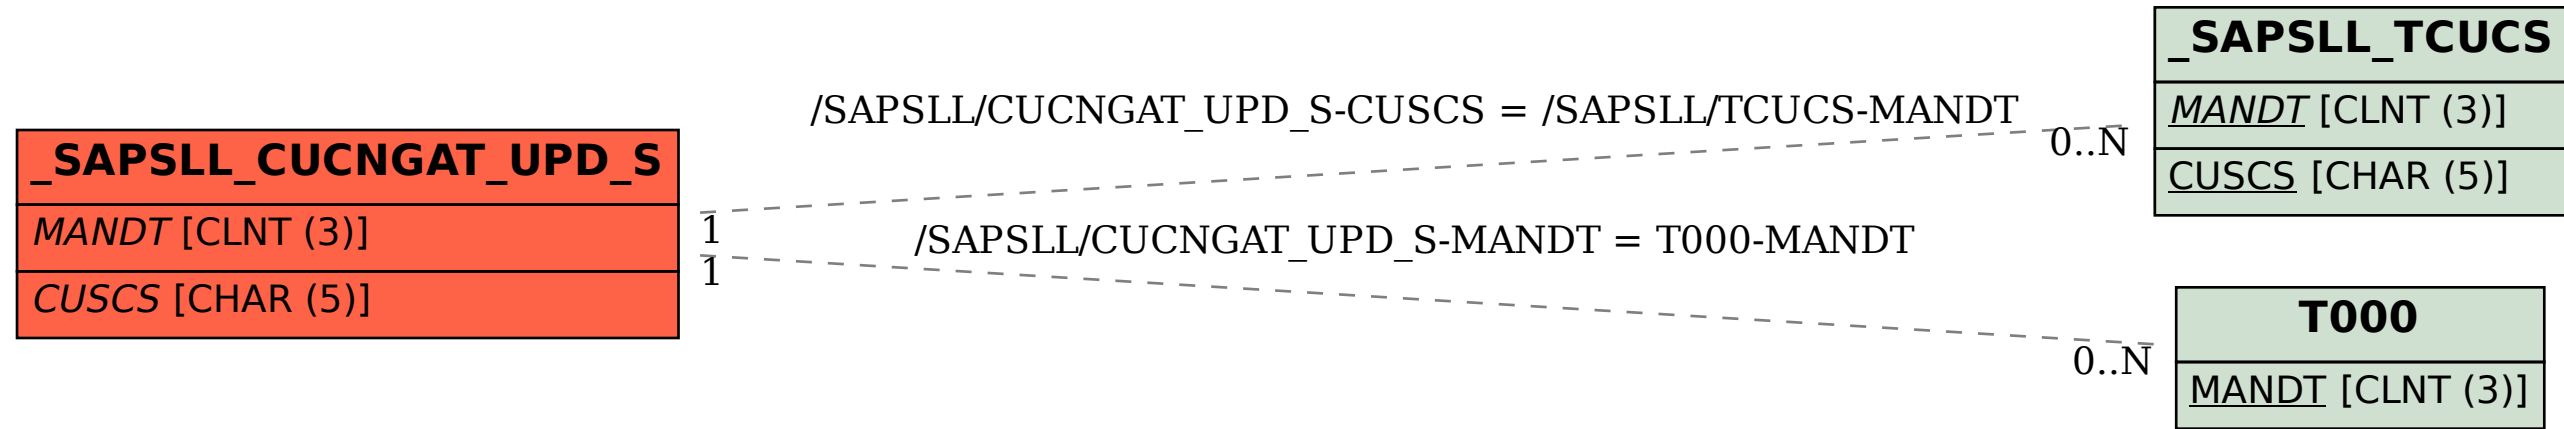 _SAPSLL_CUCNGAT_UPD_S
MANDT [CLNT (3)]
CUSCS [CHAR (5)]
/SAPSLL/CUCNGAT_UPD_S-CUSCS = /SAPSLL/TCUCS-MANDT
0..N
1
/SAPSLL/CUCNGAT_UPD_S-MANDT = T000-MANDT
1
0..N
_SAPSLL_TCUCS
MANDT [CLNT (3)]
CUSCS [CHAR (5)]
T000
MANDT [CLNT (3)]